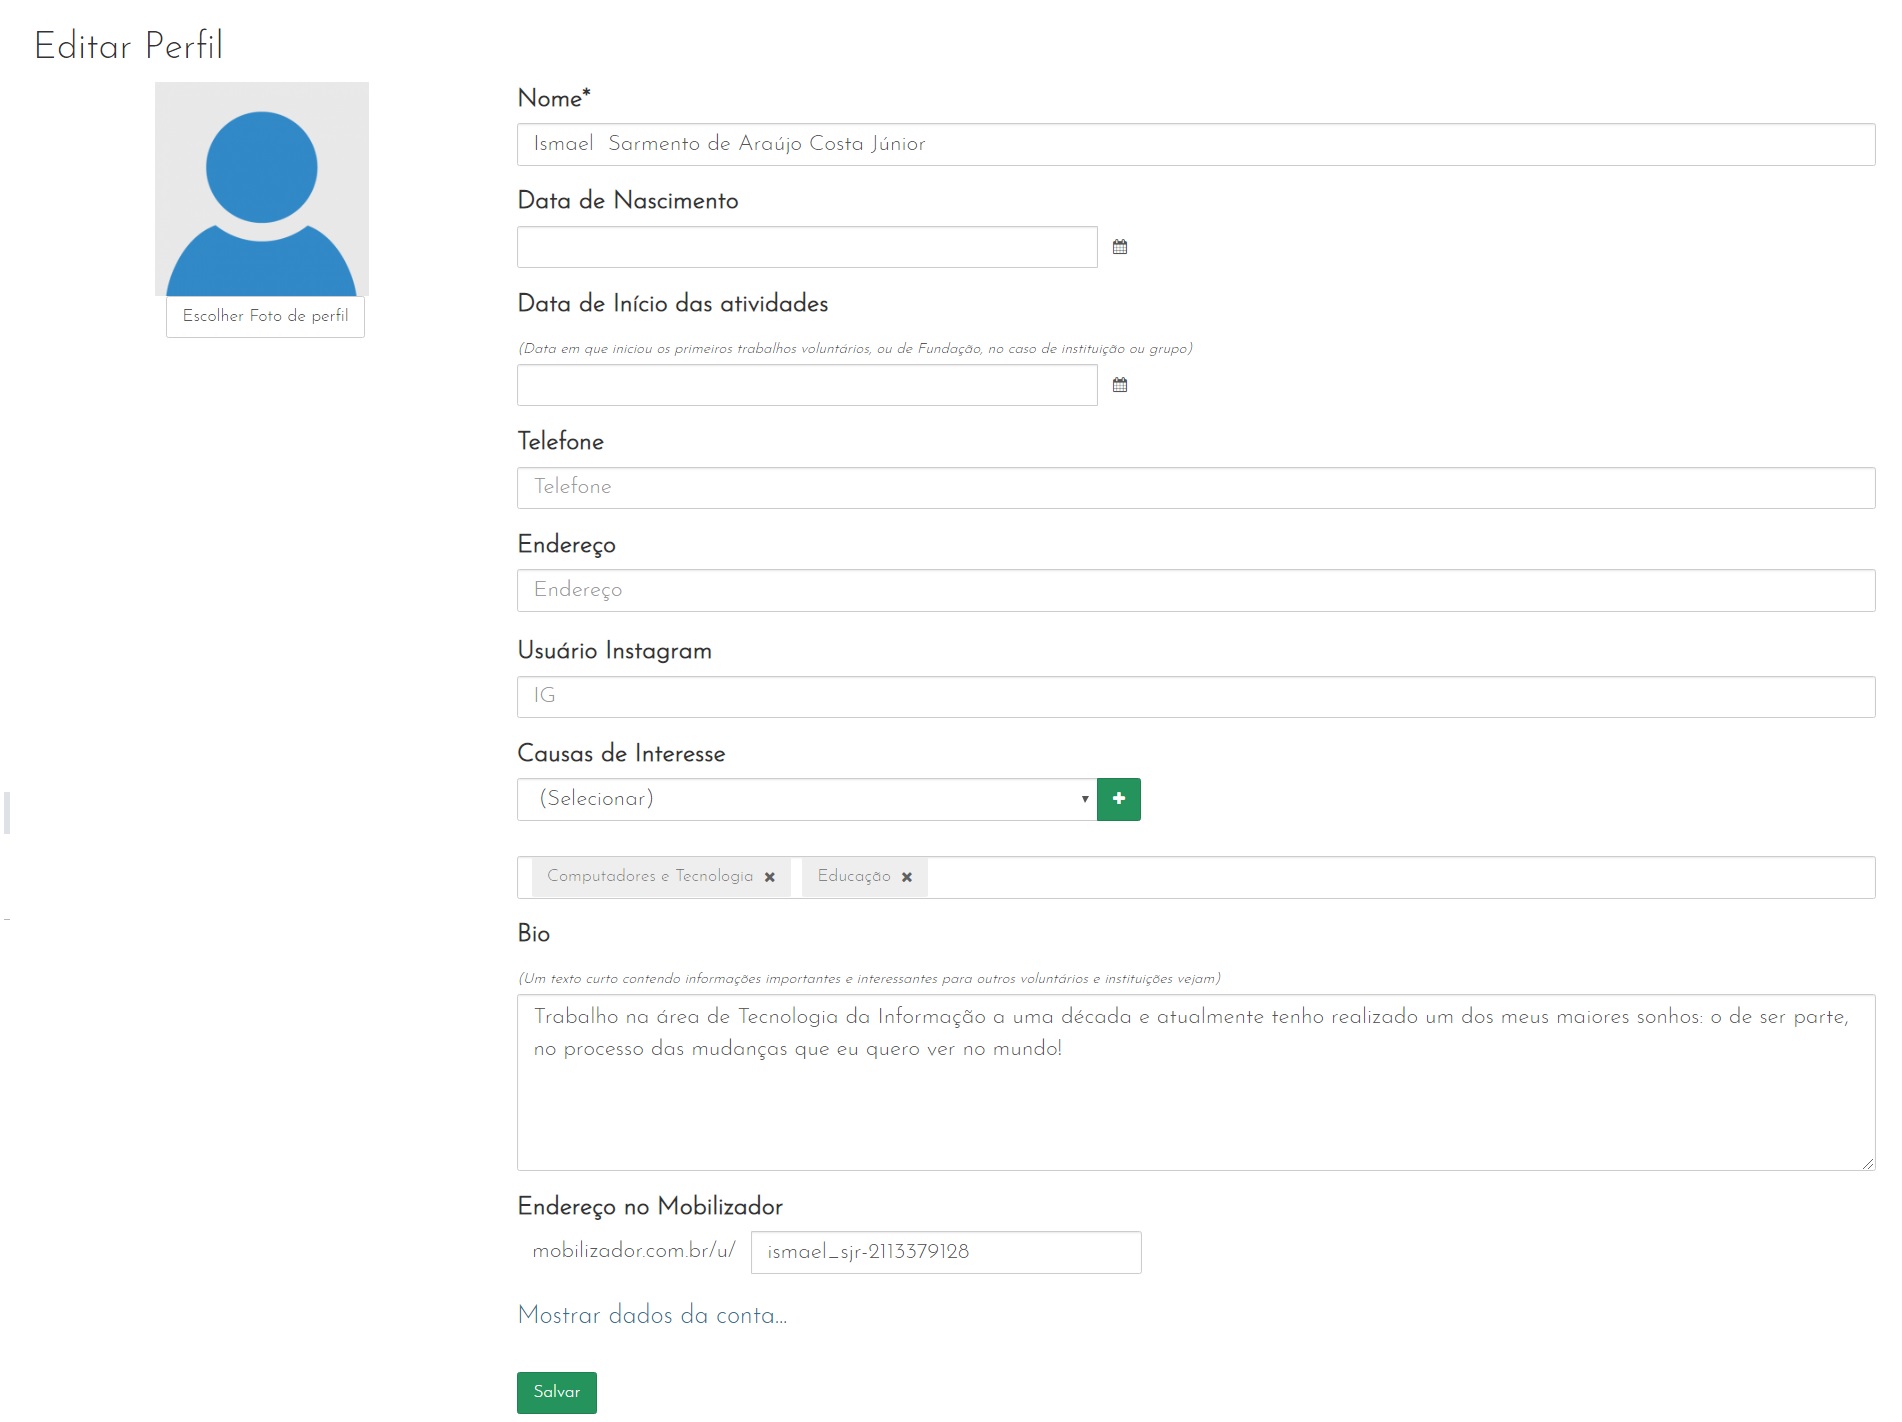 Editar Perfil
Escolher Foto de perfil
Nome*
Ismael  Sarmento de Araújo Costa Júnior
Data de Nascimento
Data de Início das atividades
(Data em que iniciou os primeiros trabalhos voluntários, ou de Fundação, no caso de instituição ou grupo)
Telefone
Telefone
Endereço
Endereço
Usuário Instagram
IG
Causas de Interesse
(Selecionar)
Computadores e Tecnologia Educação
Bio
(Um texto curto contendo informações importantes e interessantes para outros voluntários e instituições vejam)
Trabalho na área de Tecnologia da Informação a uma década e atualmente tenho realizado um dos meus maiores sonhos: o de ser parte,
no processo das mudanças que eu quero ver no mundo!
Endereço no Mobilizador
mobilizador.com.br/u/ ismael_sjr-2113379128
Mostrar dados da conta...
Salvar